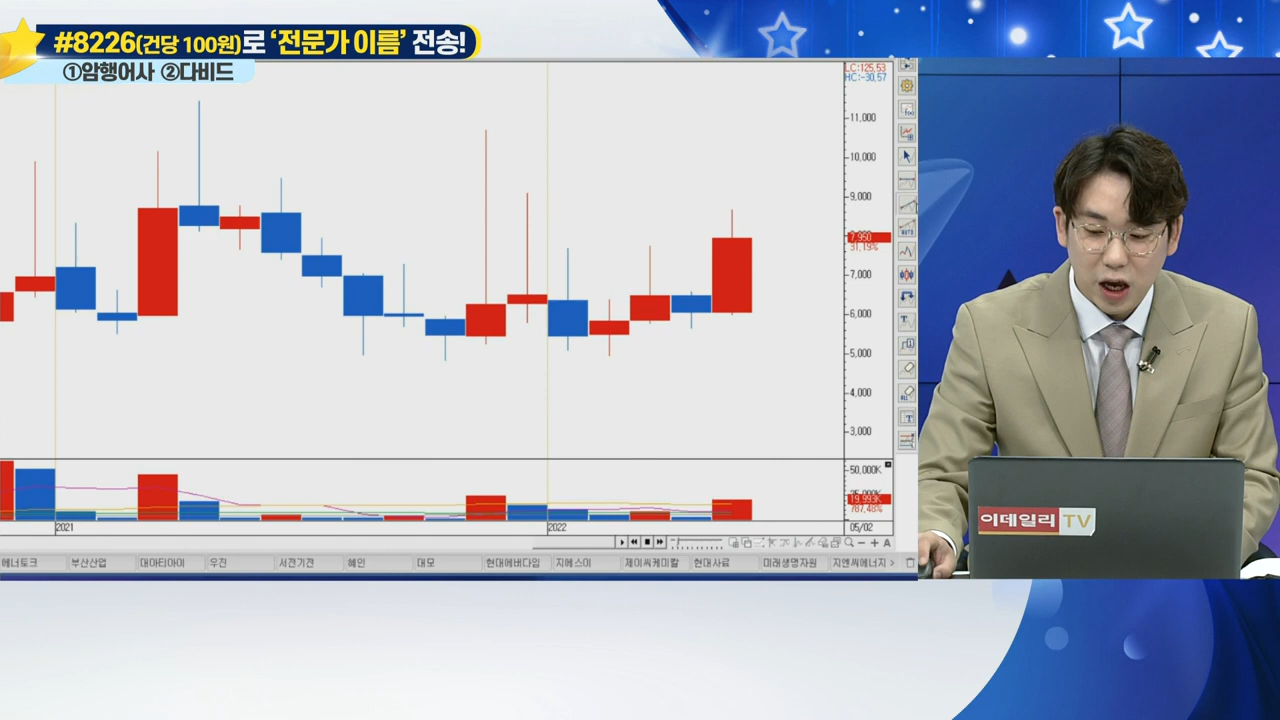 #8226(건당 100원)로 '전문가 이름' 전송!
①암행어사 ②다비드
LC:125,53
HC:-30,57
11,000
10,000
9,000
7,950
31,19%
7,000
6,000
5,000
4,000
3,000
50,000K
19,993K
787,48%
2021
2022
05/02
에너토크 부산산업 대아티아이 우진 서전기전 혜인 대모 현대에버다임 지에스이 제이씨케미칼 현대사료 미래생명자원 지엔씨에너지
이데일리 TV